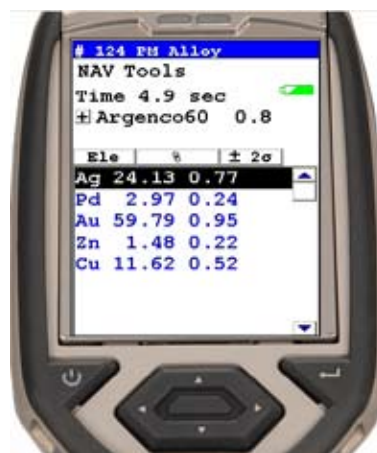 # 124 PM Alloy
NAV Tools
Time 4.9 sec
+ Argenco60 0.8
Ele % ± 2σ
Ag 24.13 0.77
Pd 2.97 0.24
Au 59.79 0.95
Zn 1.48 0.22
Cu 11.62 0.52